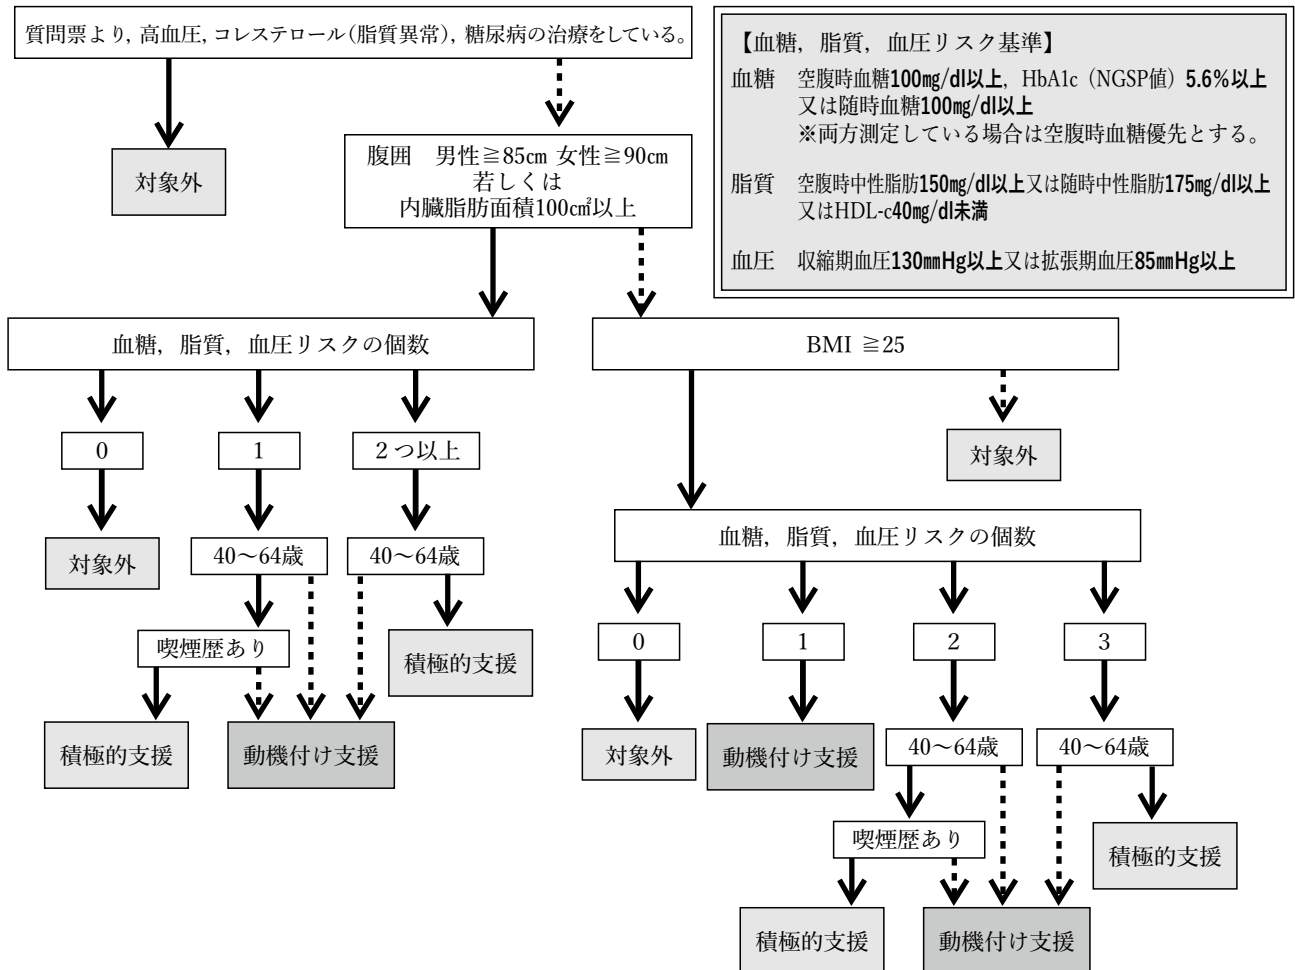 質問票より，高血圧，コレステロール（脂質異常），糖尿病の治療をしている。
【血糖，脂質，血圧リスク基準】
血糖　空腹時血糖100㎎/dl以上，HbA1c（NGSP値）5.6％以上
又は随時血糖100㎎/dl以上
※両方測定している場合は空腹時血糖優先とする。
脂質　空腹時中性脂肪150㎎/dl以上又は随時中性脂肪175㎎/dl以上
又はHDL-c40㎎/dl未満
血圧　収縮期血圧130㎜Hg以上又は拡張期血圧85㎜Hg以上
対象外
腹囲　男性≧85㎝ 女性≧90㎝
若しくは
内臓脂肪面積100㎠以上
血糖，脂質，血圧リスクの個数
BMI ≧25
0
1
２つ以上
対象外
対象外
40～64歳
40～64歳
喫煙歴あり
積極的支援
積極的支援
動機付け支援
血糖，脂質，血圧リスクの個数
0
1
2
3
対象外
動機付け支援
40～64歳
40～64歳
喫煙歴あり
積極的支援
積極的支援
動機付け支援